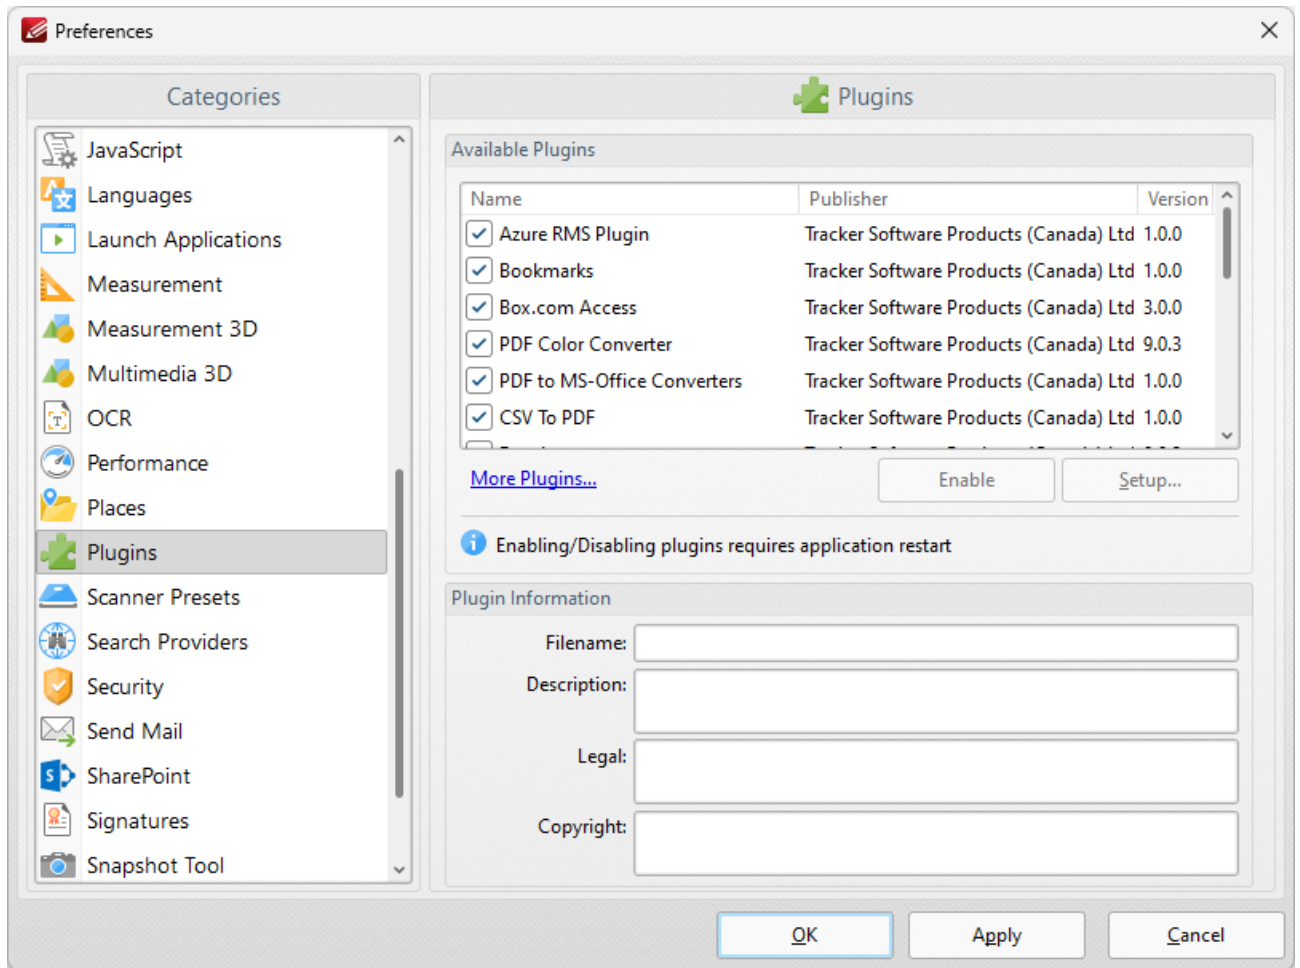 Preferences
Categories
JavaScript
Languages
Launch Applications
Measurement
Measurement 3D
Multimedia 3D
OCR
Performance
Places
Plugins
Scanner Presets
Search Providers
Security
Send Mail
SharePoint
Signatures
Snapshot Tool
Plugins
Available Plugins
Name Publisher Version
Azure RMS Plugin Tracker Software Products (Canada) Ltd 1.0.0
Bookmarks Tracker Software Products (Canada) Ltd 1.0.0
Box.com Access Tracker Software Products (Canada) Ltd 3.0.0
PDF Color Converter Tracker Software Products (Canada) Ltd 9.0.3
PDF to MS-Office Converters Tracker Software Products (Canada) Ltd 1.0.0
CSV To PDF Tracker Software Products (Canada) Ltd 1.0.0
More Plugins... Enable Setup...
Enabling/Disabling plugins requires application restart
Plugin Information
Filename:
Description:
Legal:
Copyright:
OK Apply Cancel